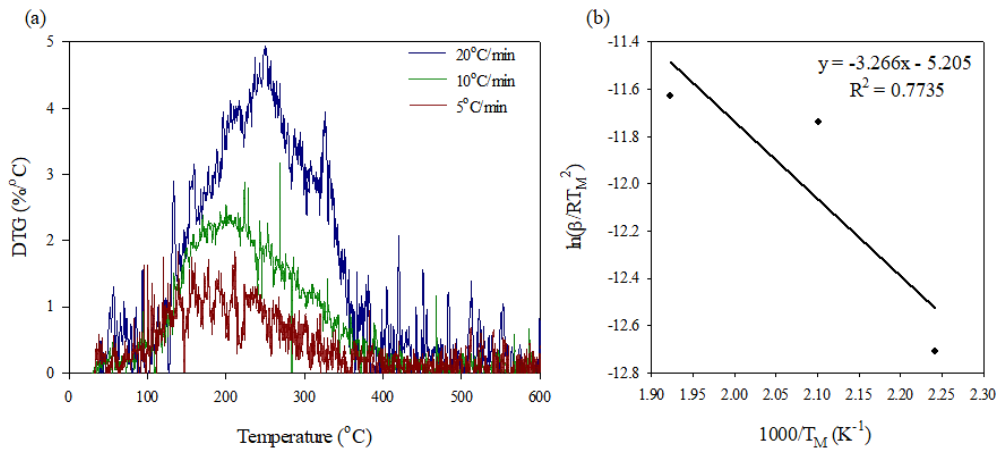 (a)
5
4
3
2
1
0
DTG (%/°C)
20°C/min
10°C/min
5°C/min
0 100 200 300 400 500 600
Temperature (°C)
(b)
-11.4
-11.6
-11.8
-12.0
-12.2
-12.4
-12.6
-12.8
ln(β/RT_M²)
y = -3.266x - 5.205
R² = 0.7735
1.90 1.95 2.00 2.05 2.10 2.15 2.20 2.25 2.30
1000/T_M (K⁻¹)